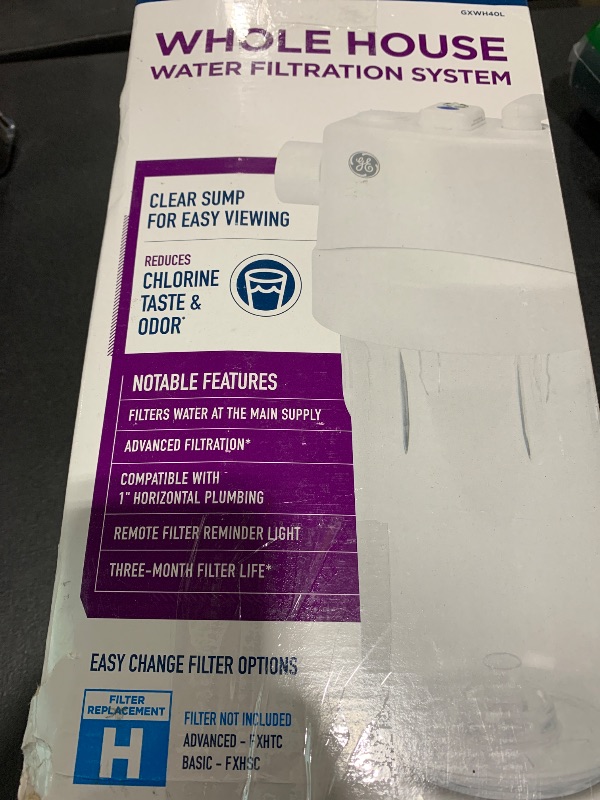 GXWH40L
WHOLE HOUSE
WATER FILTRATION SYSTEM
GE
CLEAR SUMP
FOR EASY VIEWING
REDUCES
CHLORINE
TASTE &
ODOR*
NOTABLE FEATURES
FILTERS WATER AT THE MAIN SUPPLY
ADVANCED FILTRATION*
COMPATIBLE WITH
1" HORIZONTAL PLUMBING
REMOTE FILTER REMINDER LIGHT
THREE-MONTH FILTER LIFE*
EASY CHANGE FILTER OPTIONS
FILTER
REPLACEMENT
H
FILTER NOT INCLUDED
ADVANCED - FXHTC
BASIC - FXHSC